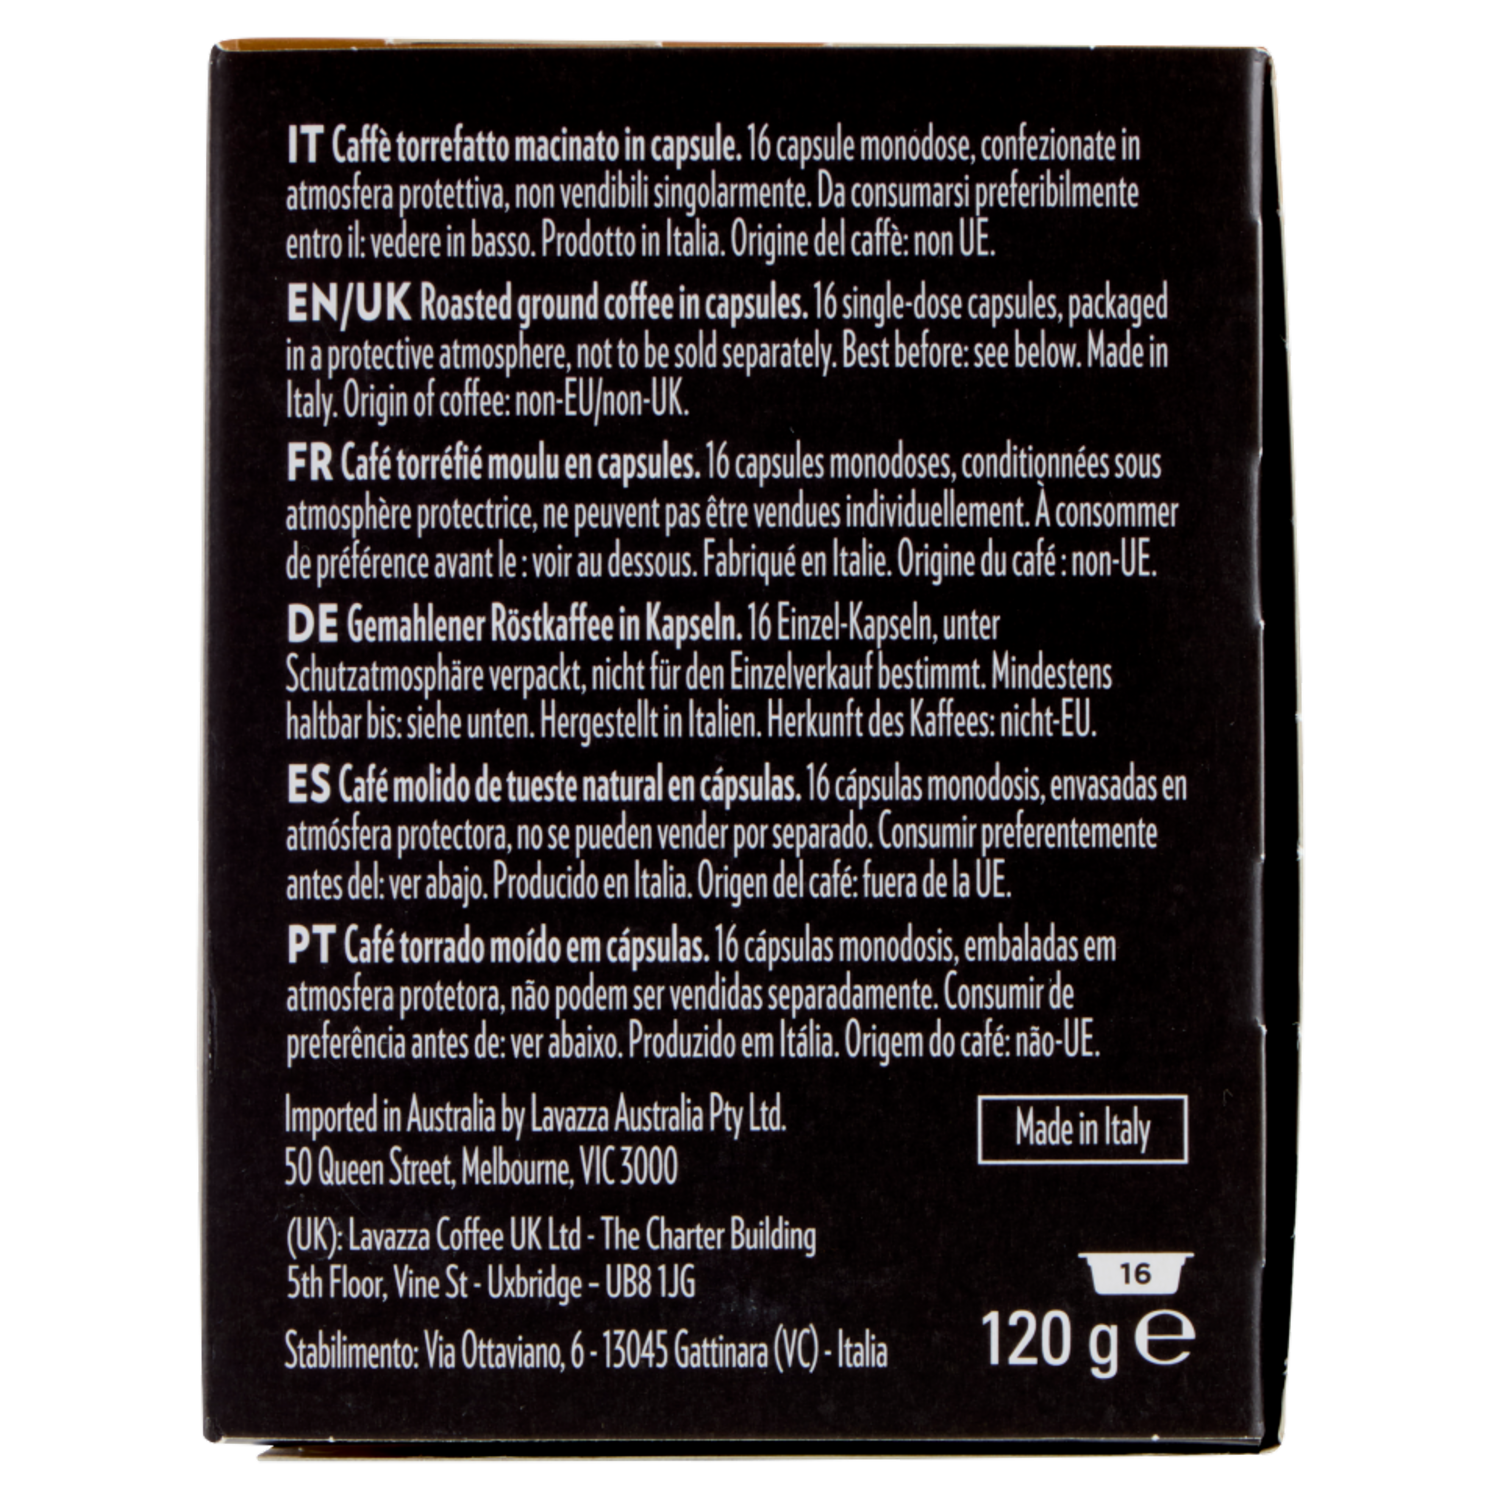 IT Caffè torrefatto macinato in capsule. 16 capsule monodose, confezionate in
atmosfera protettiva, non vendibili singolarmente. Da consumarsi preferibilmente
entro il: vedere in basso. Prodotto in Italia. Origine del caffè: non UE.
EN/UK Roasted ground coffee in capsules. 16 single-dose capsules, packaged
in a protective atmosphere, not to be sold separately. Best before: see below. Made in
Italy. Origin of coffee: non-EU/non-UK.
FR Café torréfié moulu en capsules. 16 capsules monodoses, conditionnées sous
atmosphère protectrice, ne peuvent pas être vendues individuellement. À consommer
de préférence avant le : voir au dessous. Fabriqué en Italie. Origine du café : non-UE.
DE Gemahlener Röstkaffee in Kapseln. 16 Einzel-Kapseln, unter
Schutzatmosphäre verpackt, nicht für den Einzelverkauf bestimmt. Mindestens
haltbar bis: siehe unten. Hergestellt in Italien. Herkunft des Kaffees: nicht-EU.
ES Café molido de tueste natural en cápsulas. 16 cápsulas monodosis, envasadas en
atmósfera protectora, no se pueden vender por separado. Consumir preferentemente
antes del: ver abajo. Producido en Italia. Origen del café: fuera de la UE.
PT Café torrado moído em cápsulas. 16 cápsulas monodosis, embaladas em
atmosfera protetora, não podem ser vendidas separadamente. Consumir de
preferência antes de: ver abaixo. Produzido em Itália. Origem do café: não-UE.
Imported in Australia by Lavazza Australia Pty Ltd.
50 Queen Street, Melbourne, VIC 3000
Made in Italy
(UK): Lavazza Coffee UK Ltd - The Charter Building
5th Floor, Vine St - Uxbridge – UB8 1JG
16
120 g ℮
Stabilimento: Via Ottaviano, 6 - 13045 Gattinara (VC) - Italia